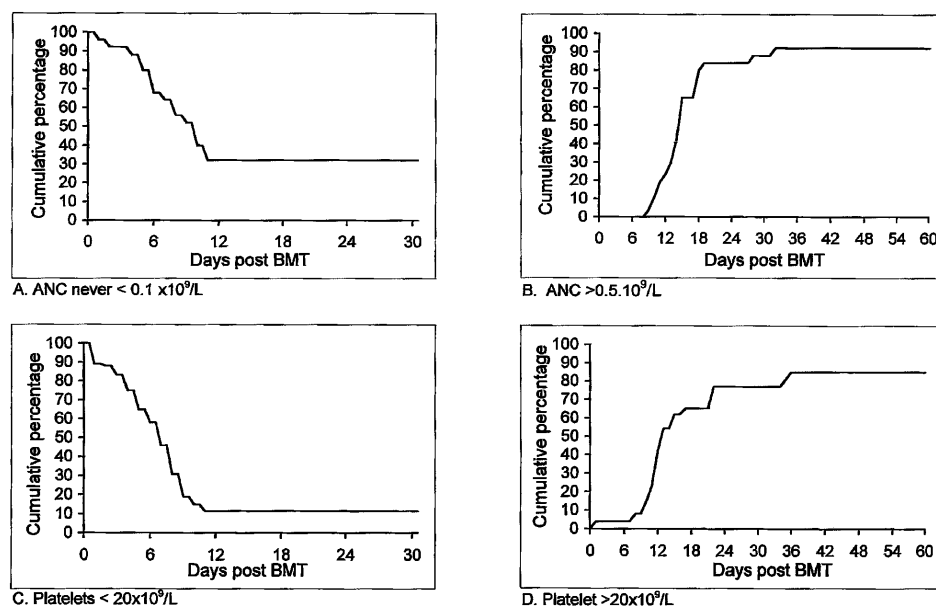 100
90
80
70
60
50
40
30
20
10
0
Cumulative percentage
0 6 12 18 24 30
Days post BMT
A. ANC never < 0.1 x10⁹/L
100
90
80
70
60
50
40
30
20
10
0
Cumulative percentage
0 6 12 18 24 30 36 42 48 54 60
Days post BMT
B. ANC >0.5.10⁹/L
100
90
80
70
60
50
40
30
20
10
0
Cumulative percentage
0 6 12 18 24 30
Days post BMT
C. Platelets < 20x10⁹/L
100
90
80
70
60
50
40
30
20
10
0
Cumulative percentage
0 6 12 18 24 30 36 42 48 54 60
Days post BMT
D. Platelet >20x10⁹/L